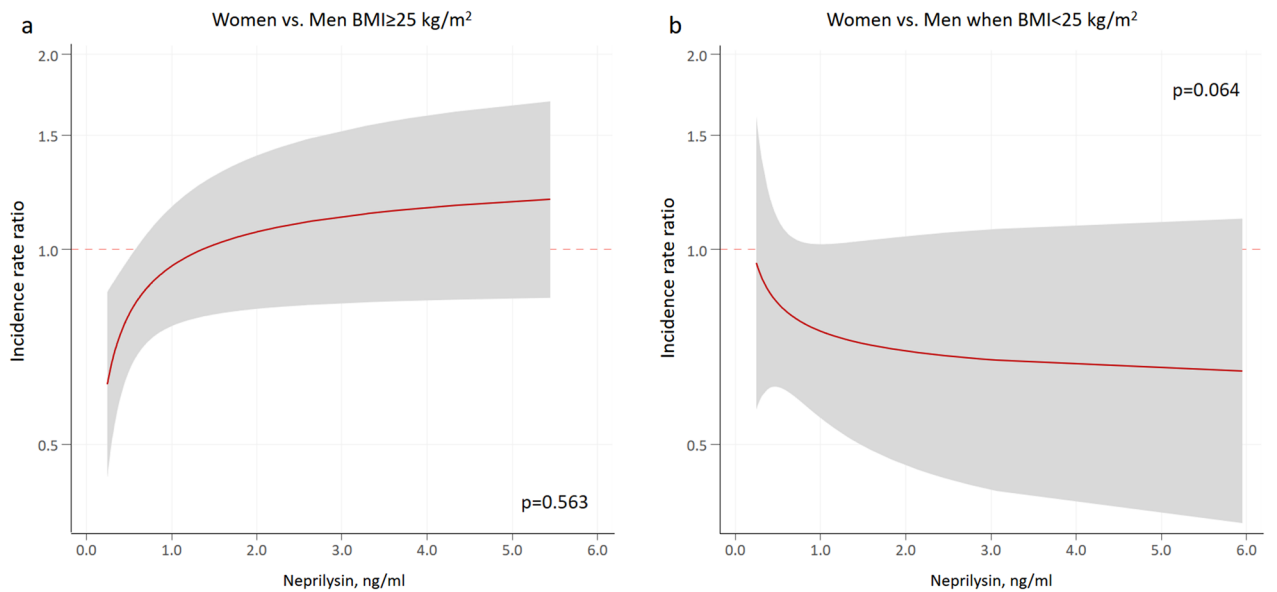 a
Women vs. Men BMI≥25 kg/m²
2.0
1.5
1.0
0.5
Incidence rate ratio
p=0.563
0.0 1.0 2.0 3.0 4.0 5.0 6.0
Neprilysin, ng/ml
b
Women vs. Men when BMI<25 kg/m²
2.0
1.5
1.0
0.5
Incidence rate ratio
p=0.064
0.0 1.0 2.0 3.0 4.0 5.0 6.0
Neprilysin, ng/ml